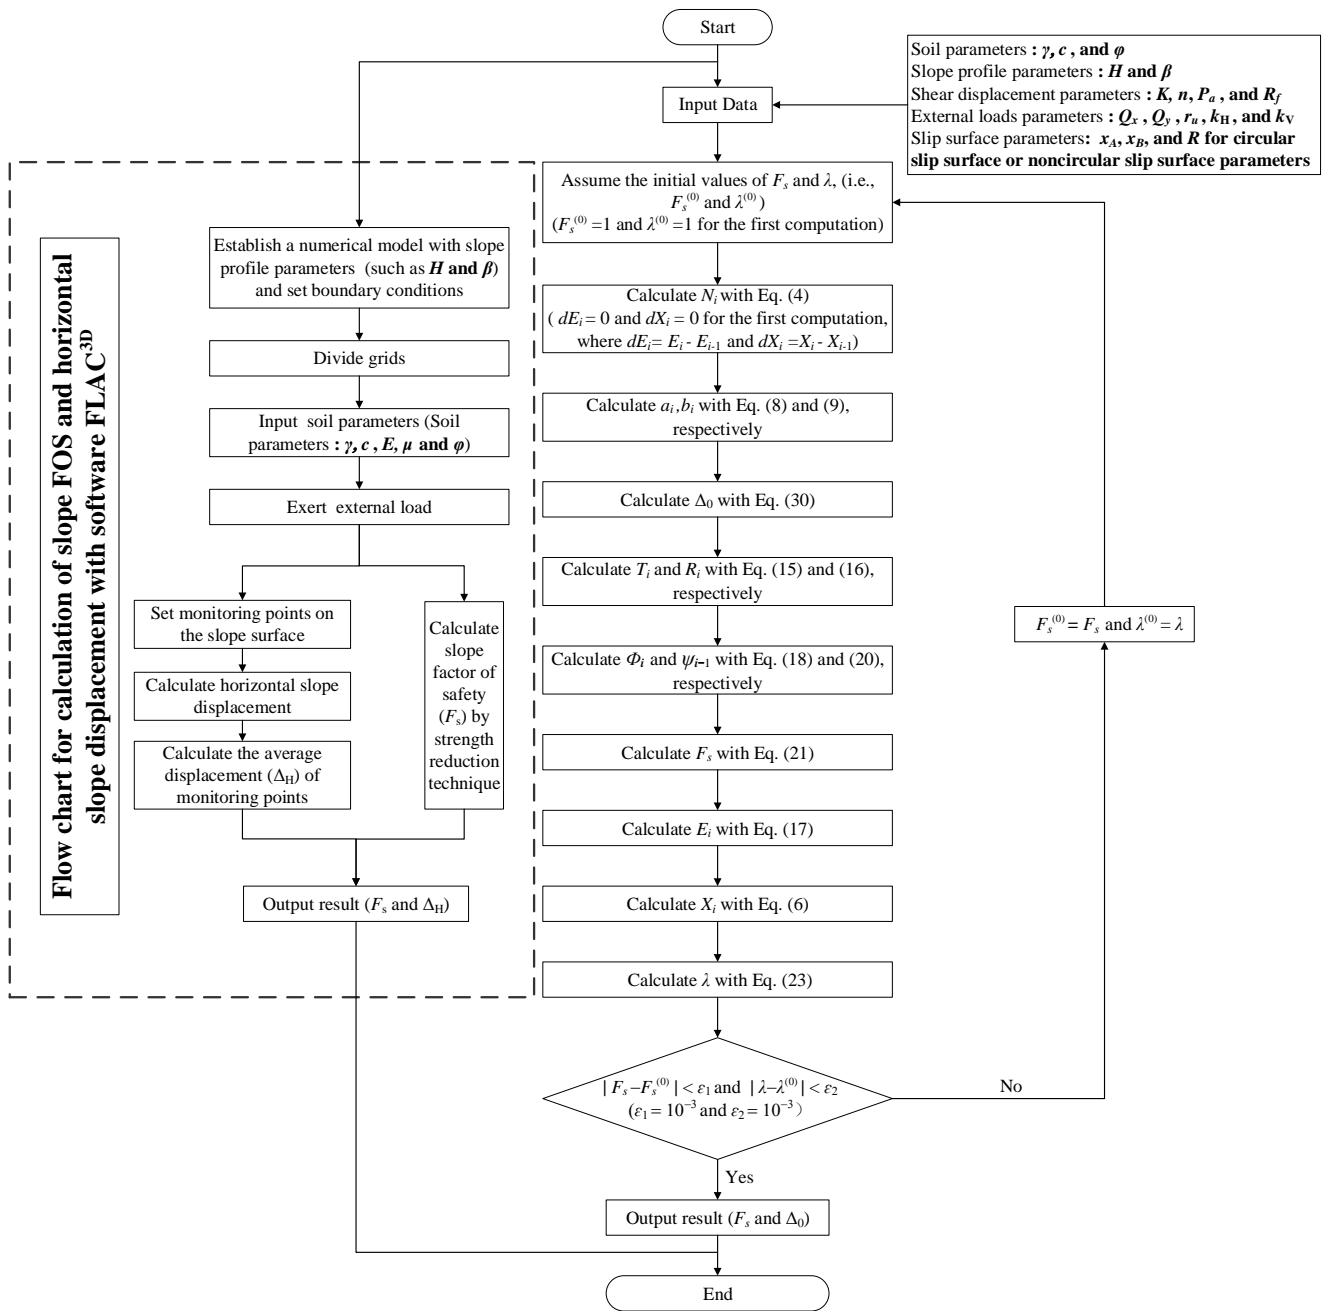 Start
Soil parameters : γ, c , and φ
Slope profile parameters : H and β
Shear displacement parameters : K, n, Pₐ , and R_f
External loads parameters : Qₓ , Q_y , rᵤ , k_H, and k_V
Slip surface parameters: x_A, x_B, and R for circular
slip surface or noncircular slip surface parameters
Input Data
Assume the initial values of Fₛ and λ, (i.e.,
Fₛ⁽⁰⁾ and λ⁽⁰⁾)
(Fₛ⁽⁰⁾ =1 and λ⁽⁰⁾ =1 for the first computation)
Calculate Nᵢ with Eq. (4)
( dEᵢ = 0 and dXᵢ = 0 for the first computation,
where dEᵢ= Eᵢ - Eᵢ₋₁ and dXᵢ =Xᵢ - Xᵢ₋₁)
Calculate aᵢ ,bᵢ with Eq. (8) and (9),
respectively
Calculate Δ₀ with Eq. (30)
Calculate Tᵢ and Rᵢ with Eq. (15) and (16),
respectively
Calculate Φᵢ and ψᵢ₋₁ with Eq. (18) and (20),
respectively
Calculate Fₛ with Eq. (21)
Calculate Eᵢ with Eq. (17)
Calculate Xᵢ with Eq. (6)
Calculate λ with Eq. (23)
| Fₛ−Fₛ⁽⁰⁾ | < ε₁ and | λ−λ⁽⁰⁾ | < ε₂
(ε₁ = 10⁻³ and ε₂ = 10⁻³ )
No
Fₛ⁽⁰⁾ = Fₛ and λ⁽⁰⁾ = λ
Yes
Output result (Fₛ and Δ₀)
End
Flow chart for calculation of slope FOS and horizontal
slope displacement with software FLAC³ᴰ
Establish a numerical model with slope
profile parameters (such as H and β)
and set boundary conditions
Divide grids
Input soil parameters (Soil
parameters : γ, c , E, μ and φ)
Exert external load
Set monitoring points on
the slope surface
Calculate horizontal slope
displacement
Calculate the average
displacement (Δ_H) of
monitoring points
Calculate
slope
factor of
safety
(Fₛ) by
strength
reduction
technique
Output result (Fₛ and Δ_H)